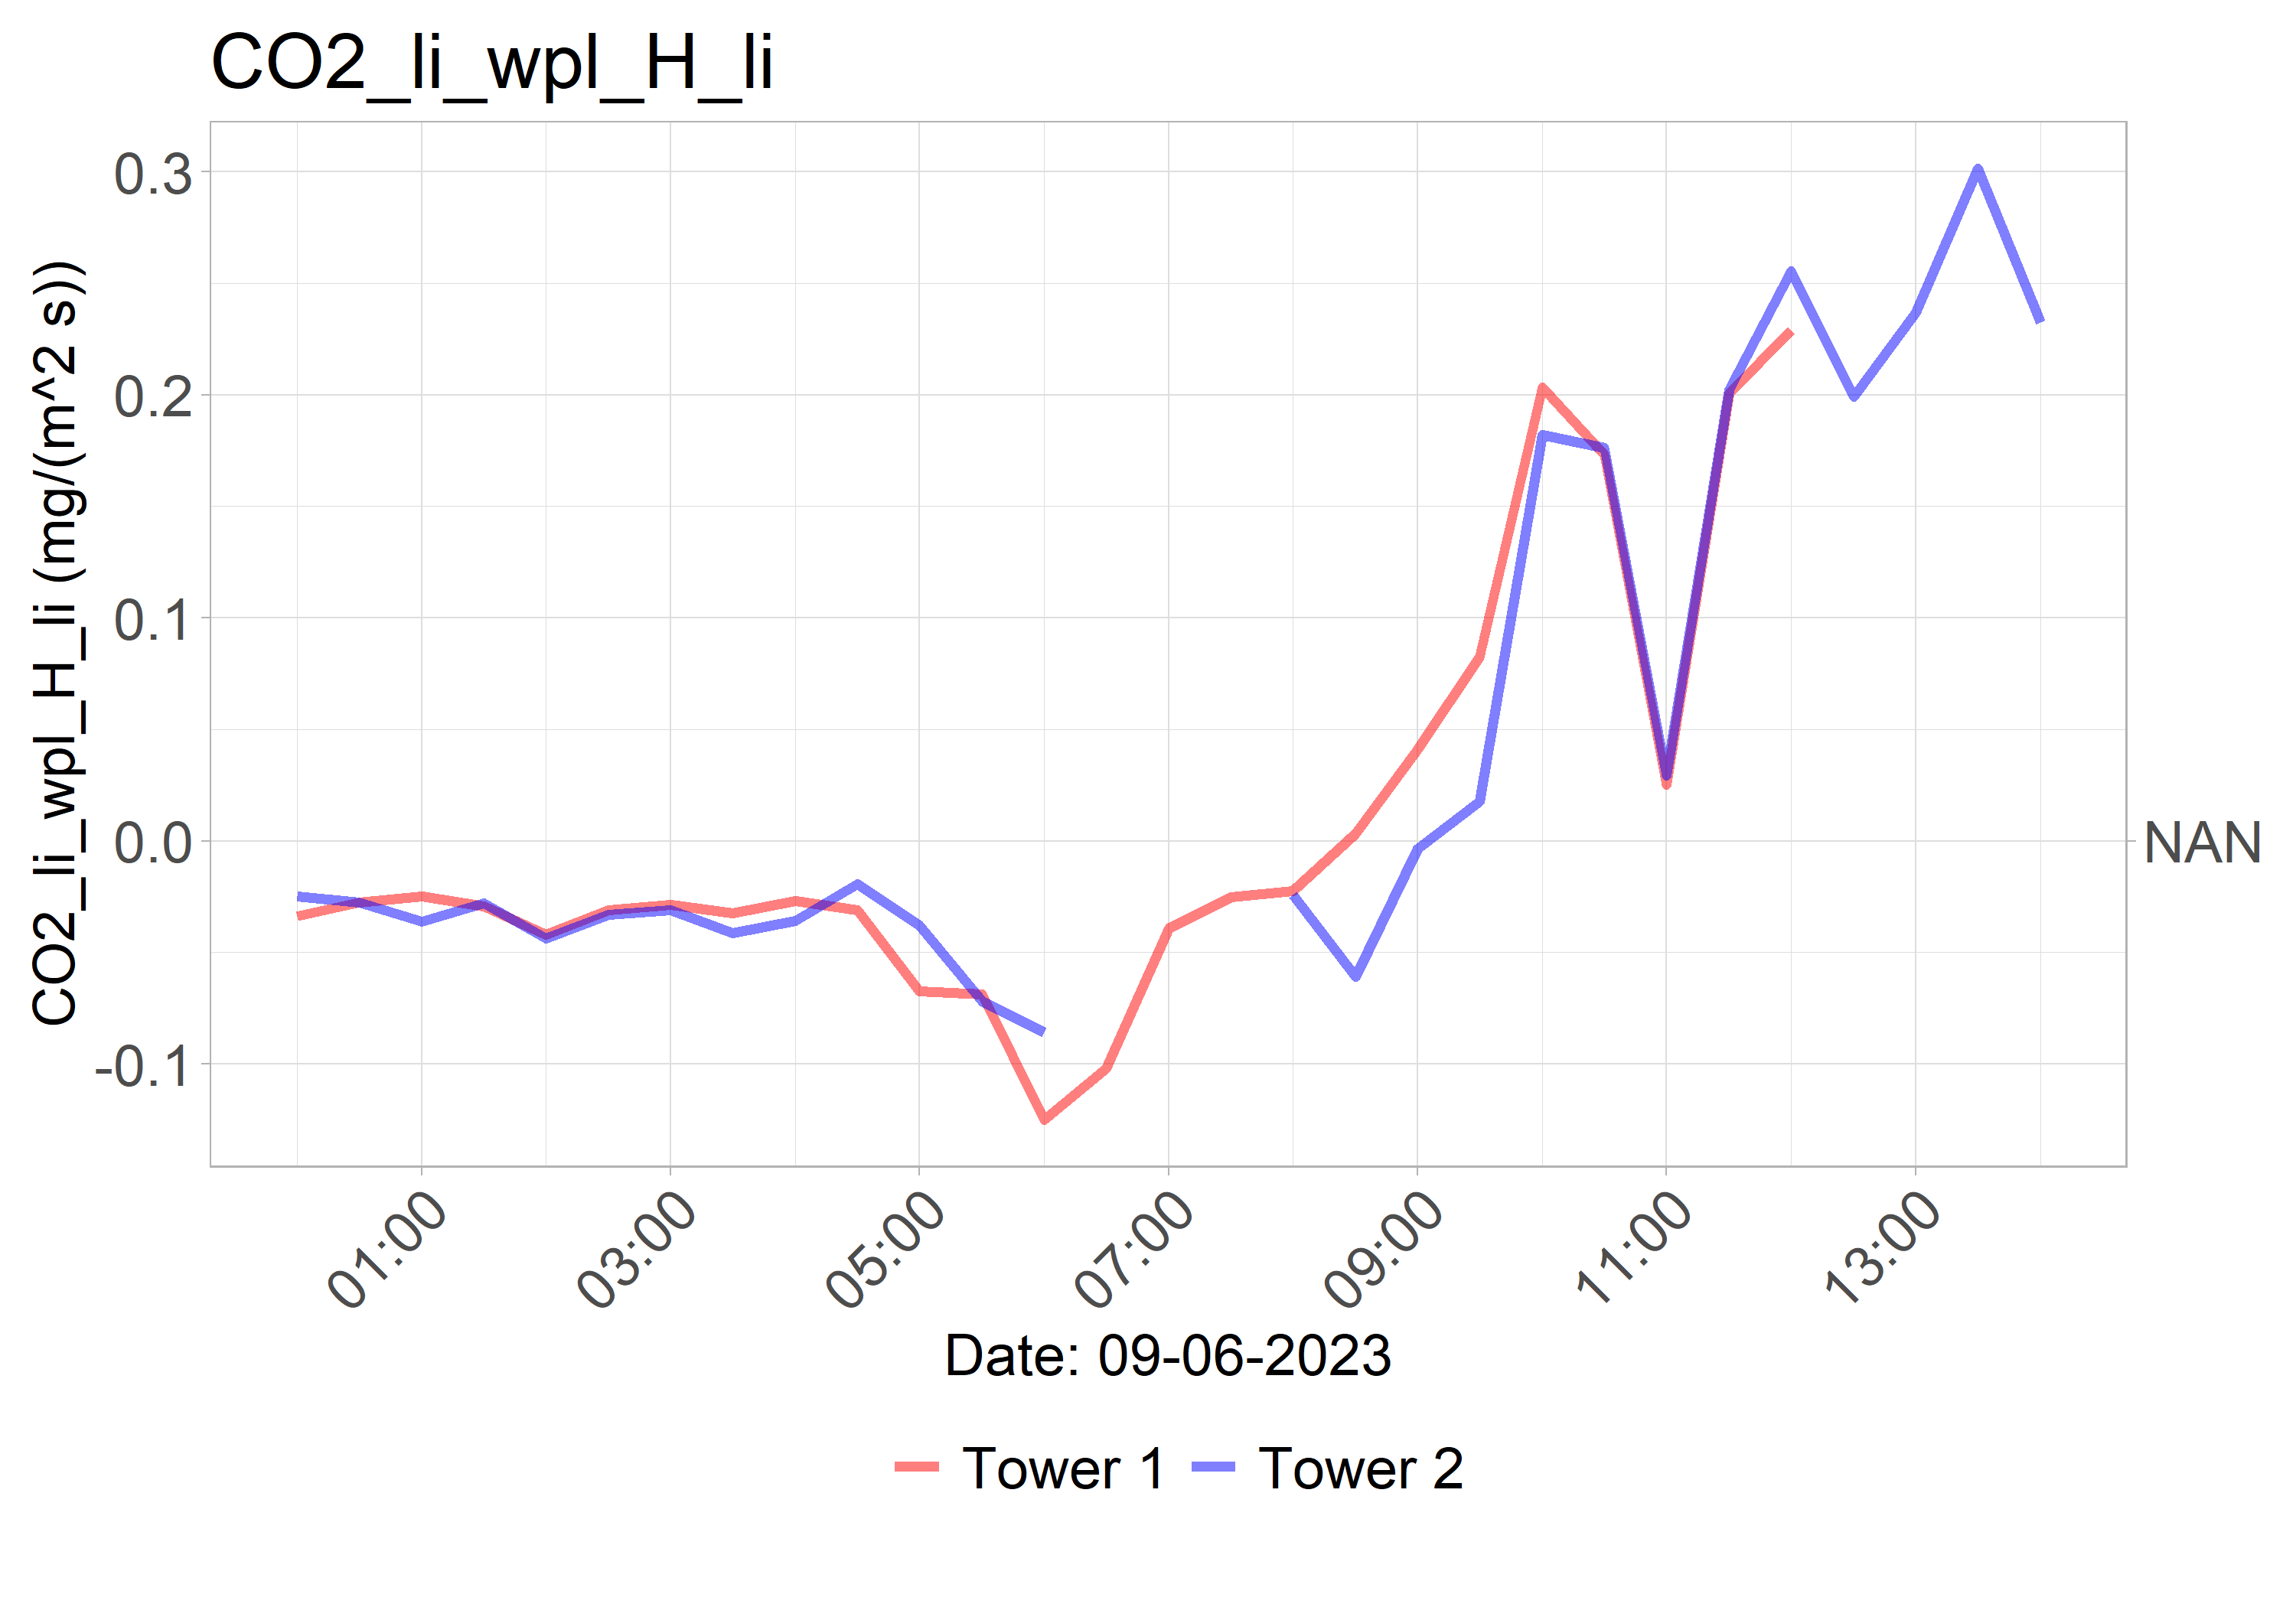 CO2_li_wpl_H_li
CO2_li_wpl_H_li (mg/(m^2 s))
0.3
0.2
0.1
0.0
-0.1
NAN
01:00
03:00
05:00
07:00
09:00
11:00
13:00
Date: 09-06-2023
Tower 1
Tower 2